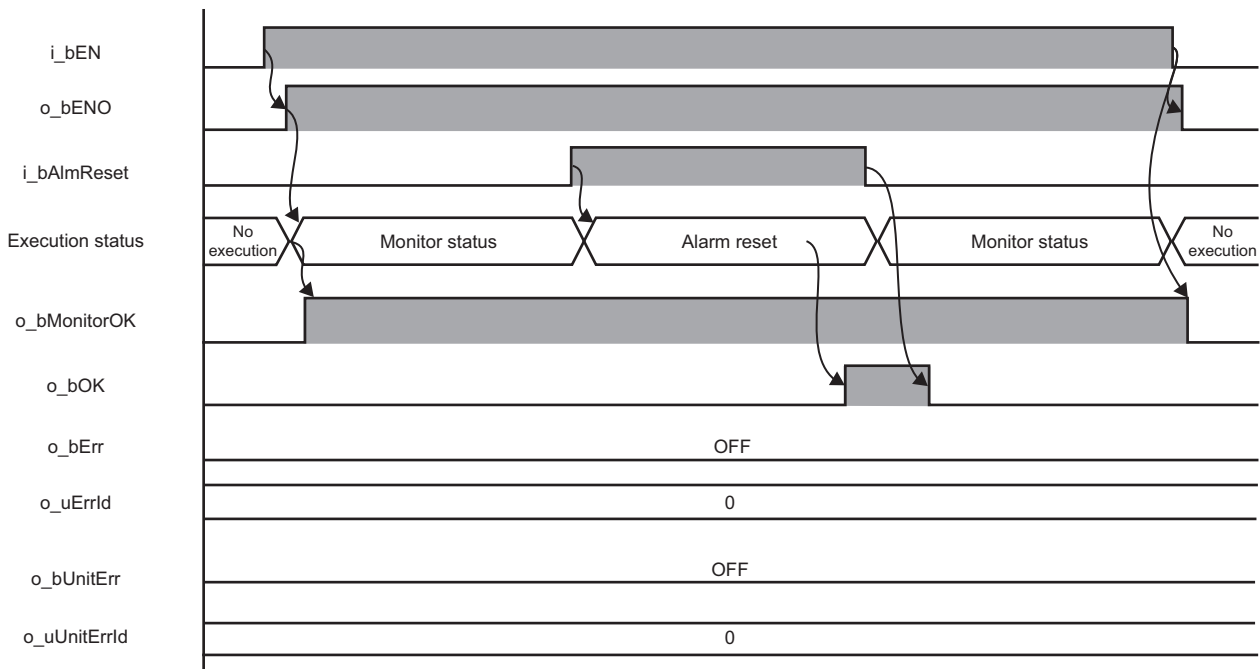 i_bEN
o_bENO
i_bAlmReset
Execution status
No
execution
Monitor status
Alarm reset
Monitor status
No
execution
o_bMonitorOK
o_bOK
o_bErr
OFF
o_uErrId
0
o_bUnitErr
OFF
o_uUnitErrId
0